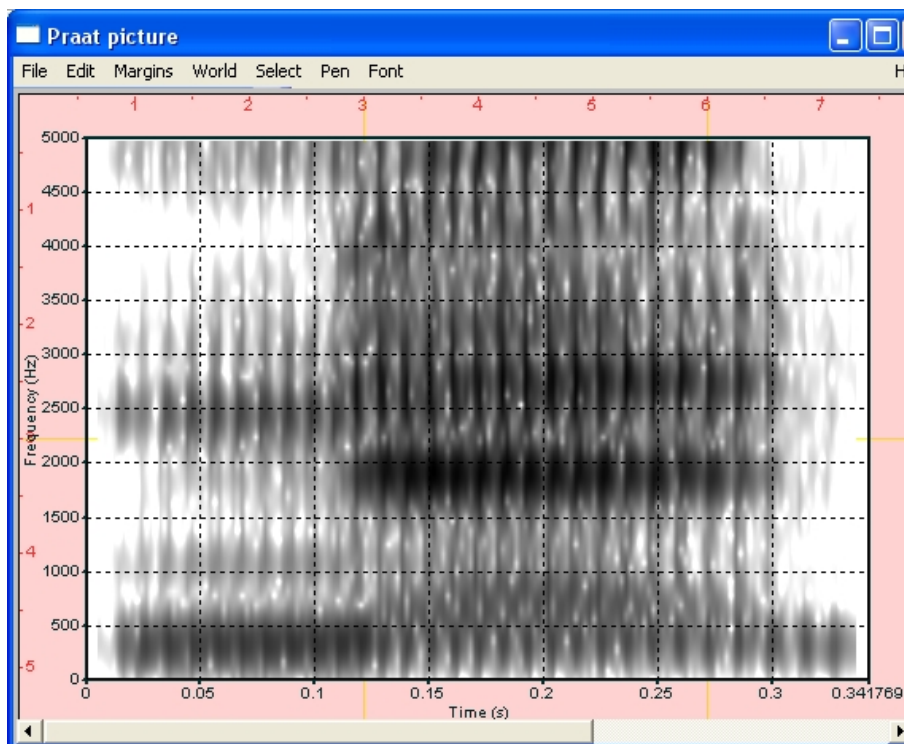 Praat picture
File Edit Margins World Select Pen Font H
1 2 3 4 5 6 7
5000
4500
1
4000
3500
2
3000
2500
Frequency (Hz)
2000
1500
4
1000
500
5
0
0 0.05 0.1 0.15 0.2 0.25 0.3 0.341769
Time (s)